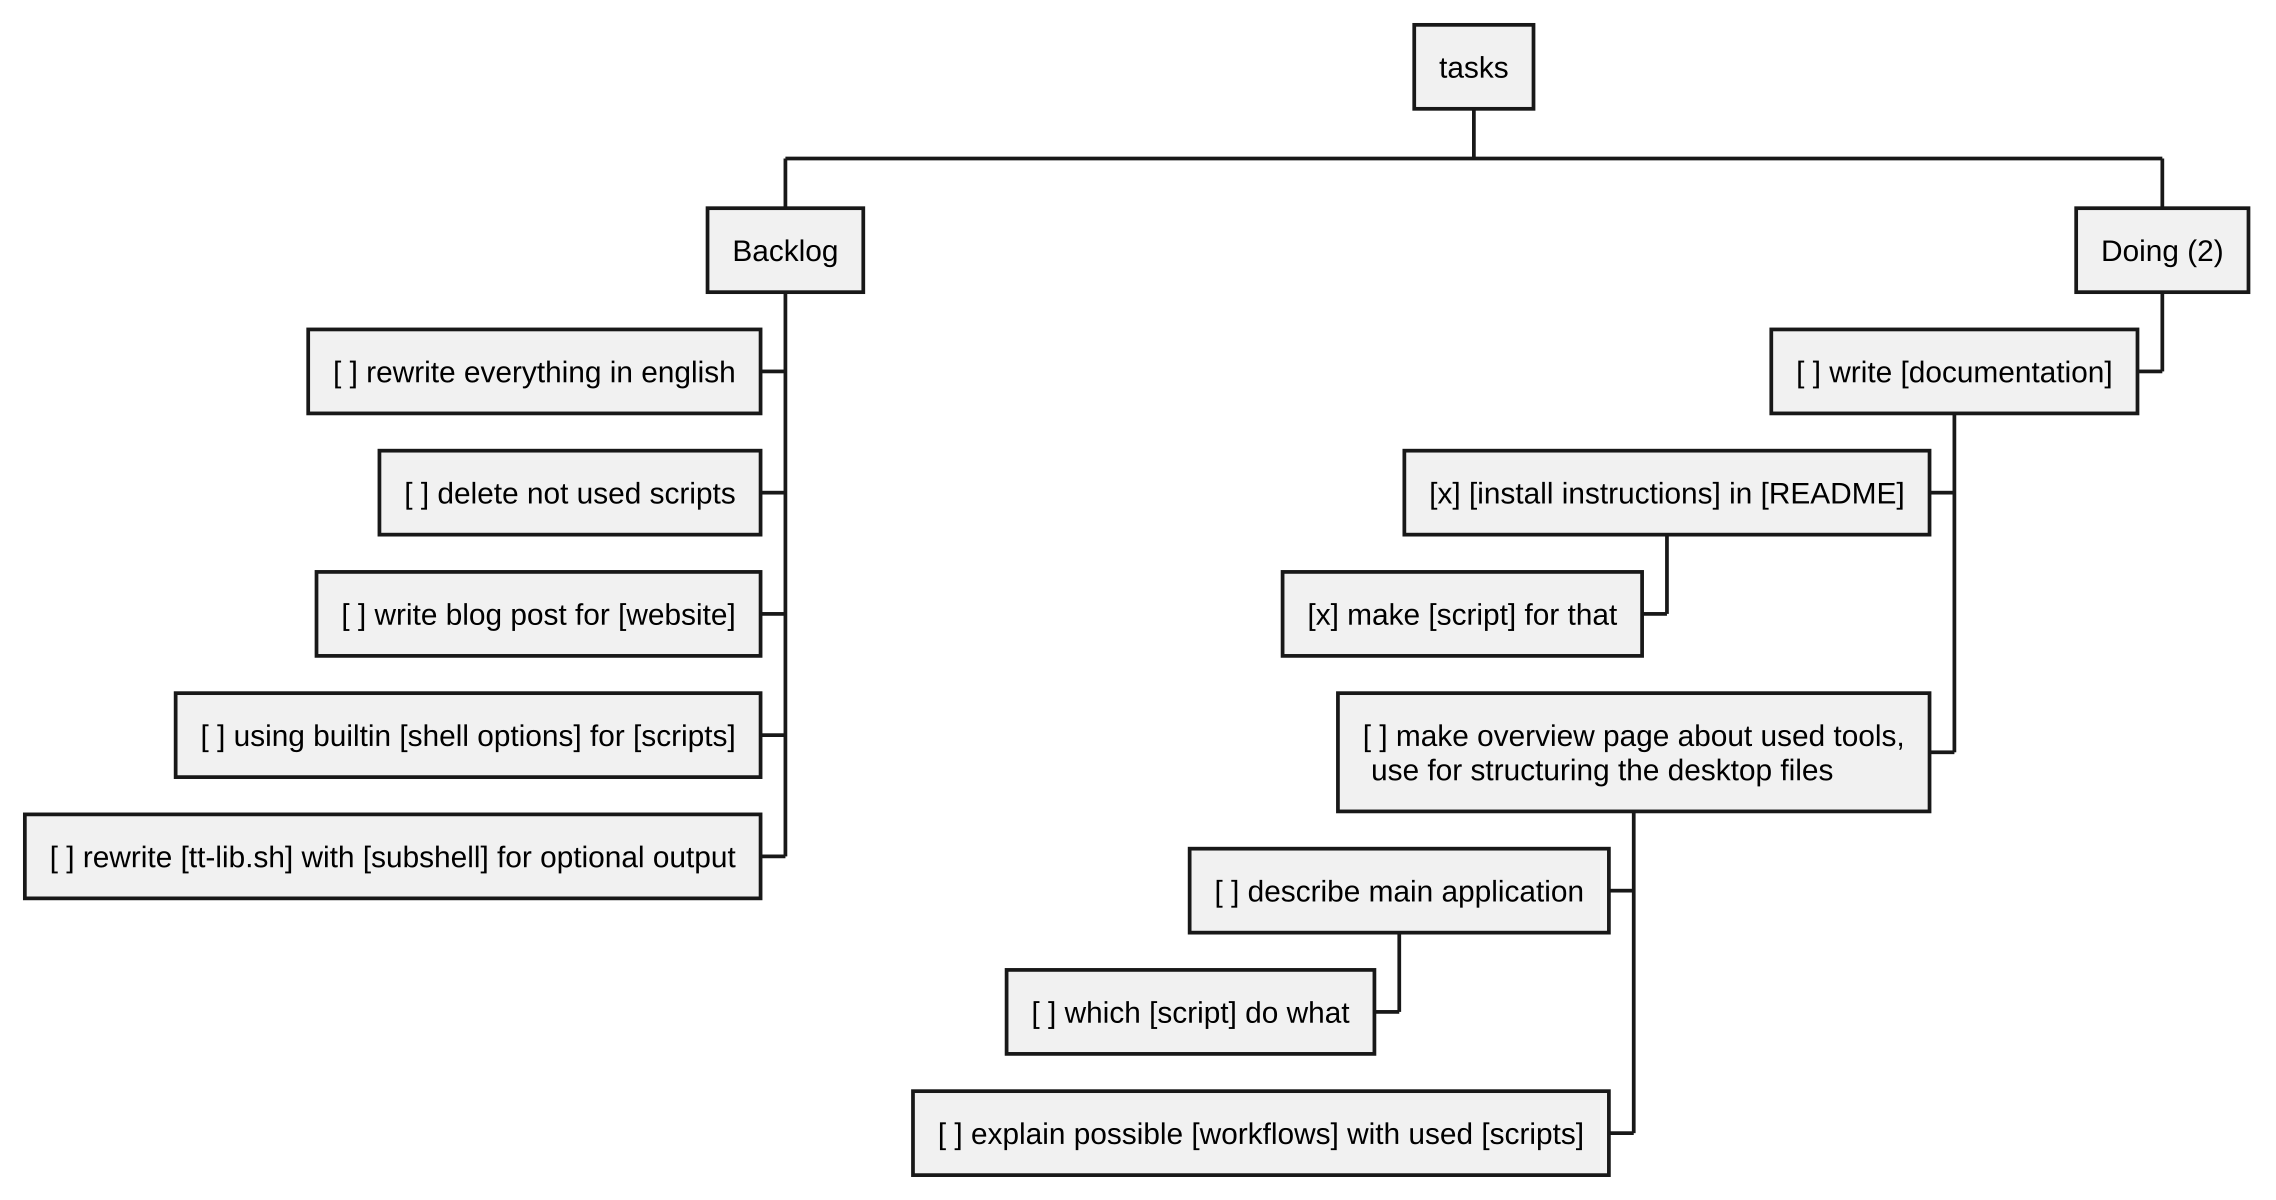 tasks
Backlog
[ ] rewrite everything in english
[ ] delete not used scripts
[ ] write blog post for [website]
[ ] using builtin [shell options] for [scripts]
[ ] rewrite [tt-lib.sh] with [subshell] for optional output
Doing (2)
[ ] write [documentation]
[x] [install instructions] in [README]
[x] make [script] for that
[ ] make overview page about used tools,
use for structuring the desktop files
[ ] describe main application
[ ] which [script] do what
[ ] explain possible [workflows] with used [scripts]